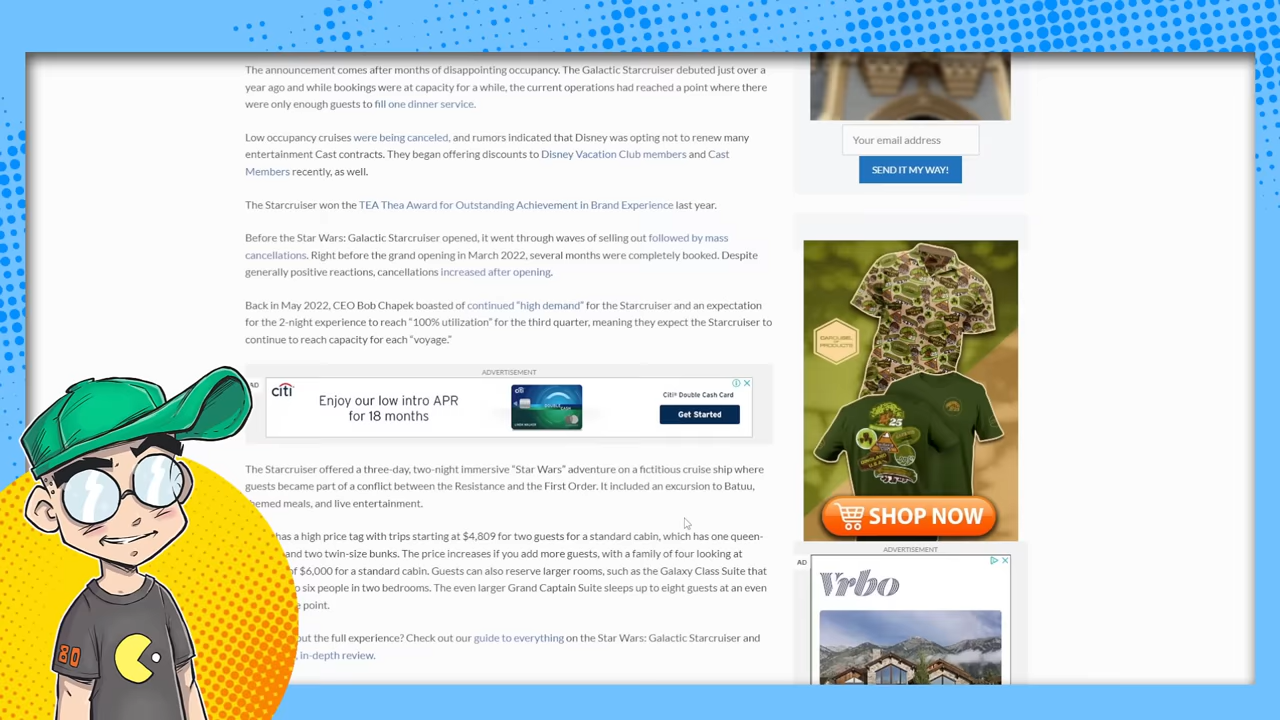 The announcement comes after months of disappointing occupancy. The Galactic Starcruiser debuted just over a
year ago and while bookings were at capacity for a while, the current operations had reached a point where there
were only enough guests to fill one dinner service.
Low occupancy cruises were being canceled, and rumors indicated that Disney was opting not to renew many
entertainment Cast contracts. They began offering discounts to Disney Vacation Club members and Cast
Members recently, as well.
The Starcruiser won the TEA Thea Award for Outstanding Achievement in Brand Experience last year.
Before the Star Wars: Galactic Starcruiser opened, it went through waves of selling out followed by mass
cancellations. Right before the grand opening in March 2022, several months were completely booked. Despite
generally positive reactions, cancellations increased after opening.
Back in May 2022, CEO Bob Chapek boasted of continued “high demand” for the Starcruiser and an expectation
for the 2-night experience to reach “100% utilization” for the third quarter, meaning they expect the Starcruiser to
continue to reach capacity for each “voyage.”
ADVERTISEMENT
AD
citi
Enjoy our low intro APR
for 18 months
Citi® Double Cash Card
Get Started
The Starcruiser offered a three-day, two-night immersive “Star Wars” adventure on a fictitious cruise ship where
guests became part of a conflict between the Resistance and the First Order. It included an excursion to Batuu,
themed meals, and live entertainment.
has a high price tag with trips starting at $4,809 for two guests for a standard cabin, which has one queen-
and two twin-size bunks. The price increases if you add more guests, with a family of four looking at
of $6,000 for a standard cabin. Guests can also reserve larger rooms, such as the Galaxy Class Suite that
six people in two bedrooms. The even larger Grand Captain Suite sleeps up to eight guests at an even
point.
out the full experience? Check out our guide to everything on the Star Wars: Galactic Starcruiser and
in-depth review.
80
Your email address
SEND IT MY WAY!
SHOP NOW
ADVERTISEMENT
AD
Vrbo